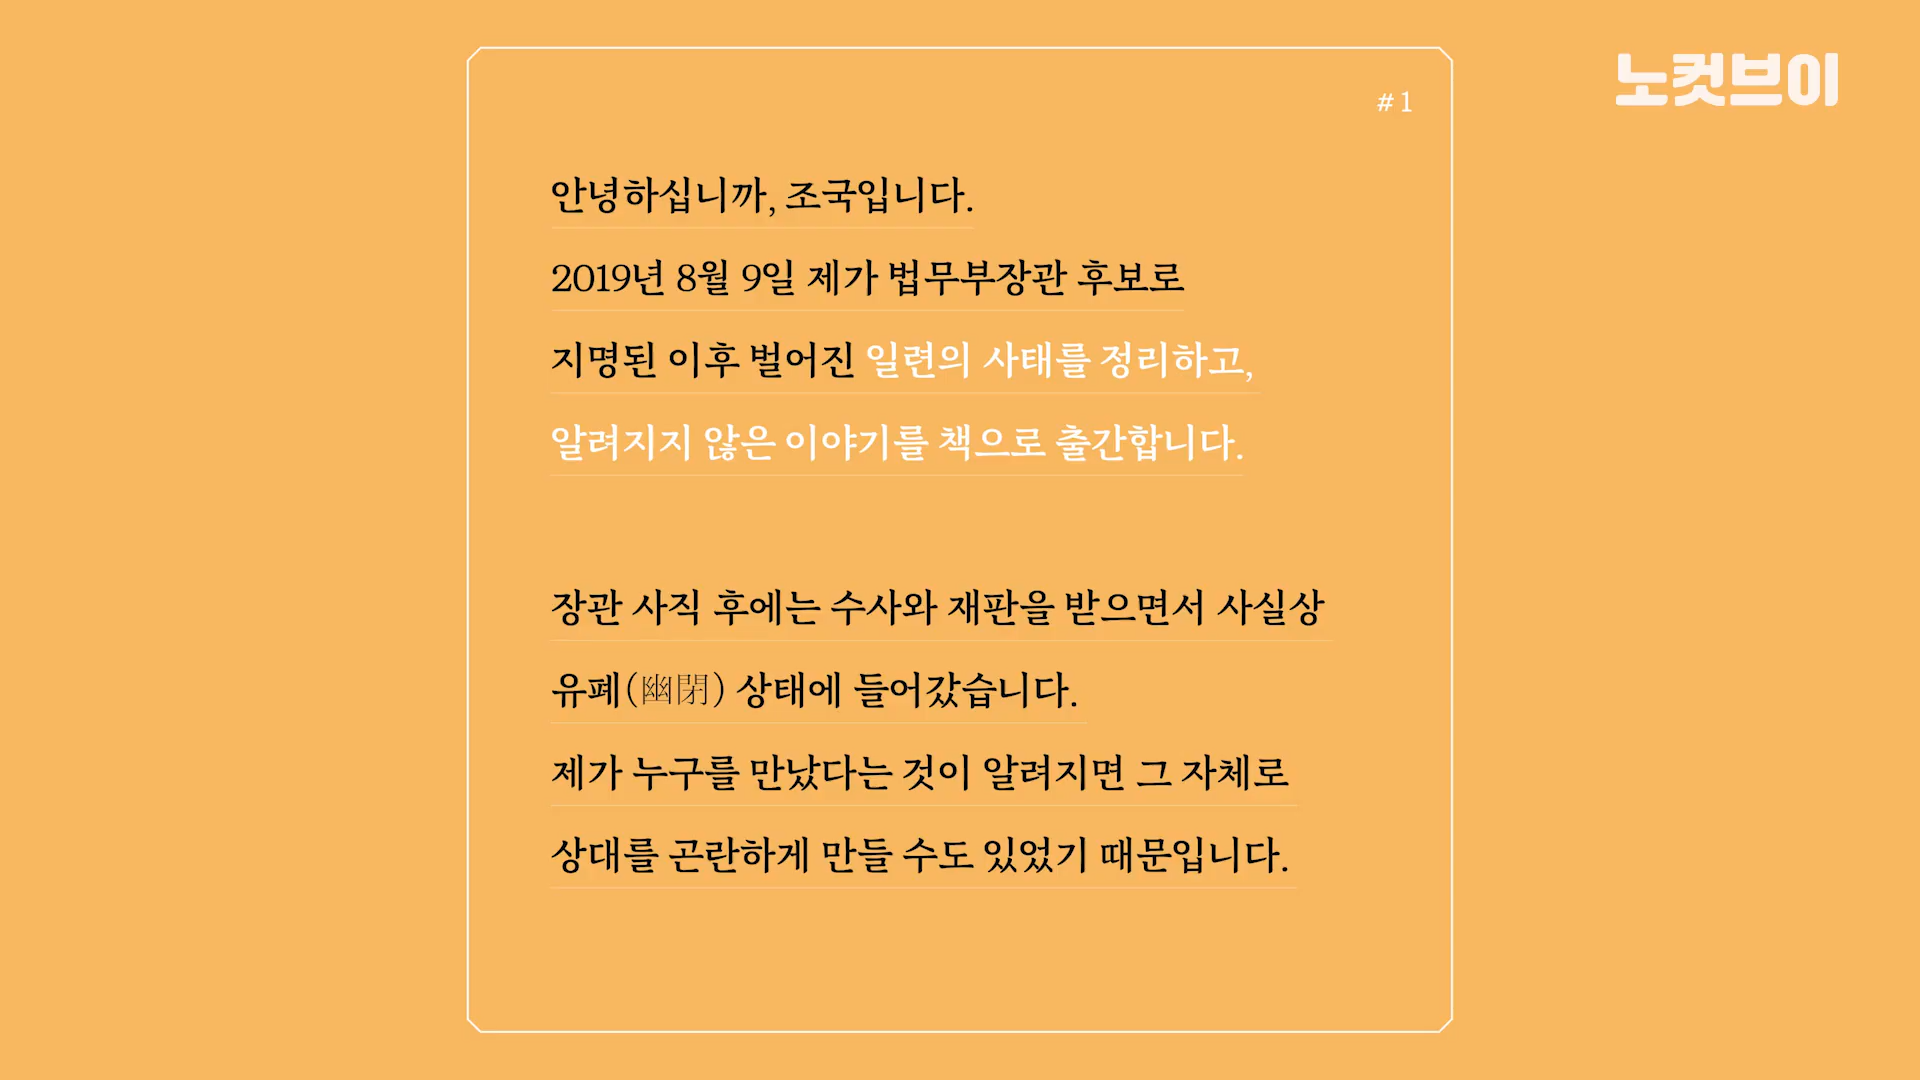 노컷브이
#1
안녕하십니까, 조국입니다.
2019년 8월 9일 제가 법무부장관 후보로
지명된 이후 벌어진 일련의 사태를 정리하고,
알려지지 않은 이야기를 책으로 출간합니다.
장관 사직 후에는 수사와 재판을 받으면서 사실상
유폐(幽閉) 상태에 들어갔습니다.
제가 누구를 만났다는 것이 알려지면 그 자체로
상대를 곤란하게 만들 수도 있었기 때문입니다.